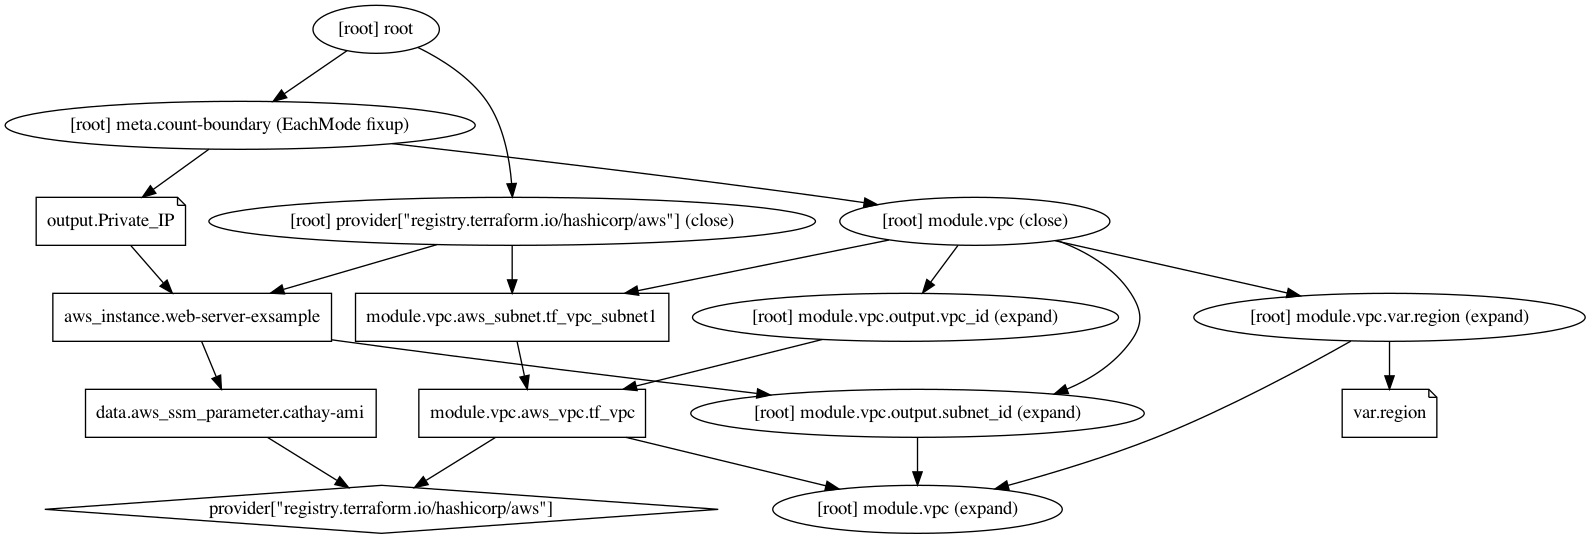 [root] root
[root] meta.count-boundary (EachMode fixup)
output.Private_IP
[root] provider["registry.terraform.io/hashicorp/aws"] (close)
[root] module.vpc (close)
aws_instance.web-server-exsample
module.vpc.aws_subnet.tf_vpc_subnet1
[root] module.vpc.output.vpc_id (expand)
[root] module.vpc.var.region (expand)
data.aws_ssm_parameter.cathay-ami
module.vpc.aws_vpc.tf_vpc
[root] module.vpc.output.subnet_id (expand)
var.region
provider["registry.terraform.io/hashicorp/aws"]
[root] module.vpc (expand)